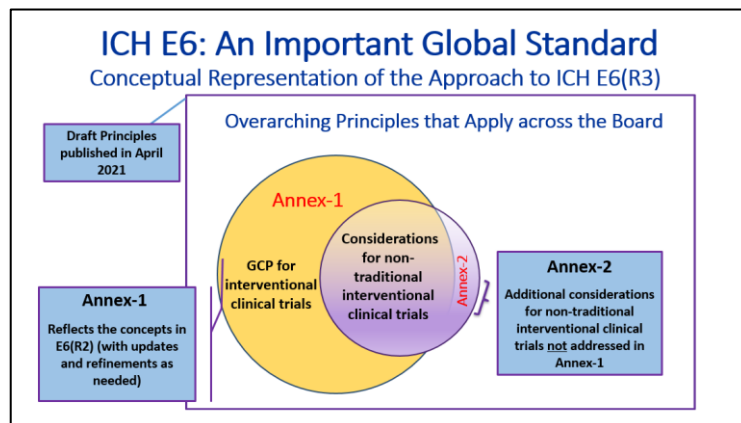 ICH E6: An Important Global Standard
Conceptual Representation of the Approach to ICH E6(R3)
Draft Principles
published in April
2021
Overarching Principles that Apply across the Board
Annex-1
GCP for
interventional
clinical trials
Considerations
for non-
traditional
interventional
clinical trials
Annex-2
Annex-1
Reflects the concepts in
E6(R2) (with updates
and refinements as
needed)
Annex-2
Additional considerations
for non-traditional
interventional clinical
trials not addressed in
Annex-1